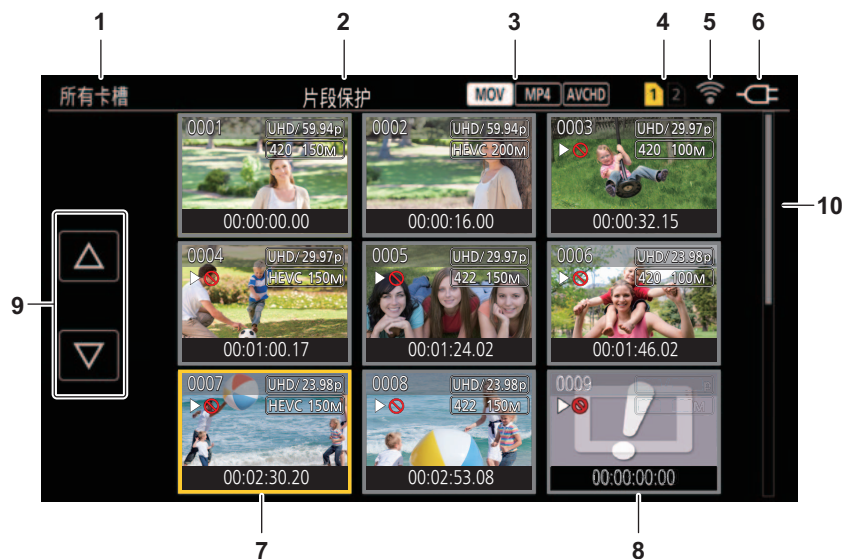 1 2 3 4 5 6
所有卡槽 片段保护 MOV MP4 AVCHD 1 2
0001 UHD/59.94p 0002 UHD/59.94p 0003 UHD/29.97p
420 150M HEVC 200M 420 100M
00:00:00.00 00:00:16.00 00:00:32.15
10
0004 UHD/29.97p 0005 UHD/29.97p 0006 UHD/23.98p
HEVC 150M 422 150M 420 100M
9
00:01:00.17 00:01:24.02 00:01:46.02
0007 UHD/23.98p 0008 UHD/23.98p 0009 p
HEVC 150M 422 150M M
00:02:30.20 00:02:53.08 00:00:00:00
7 8